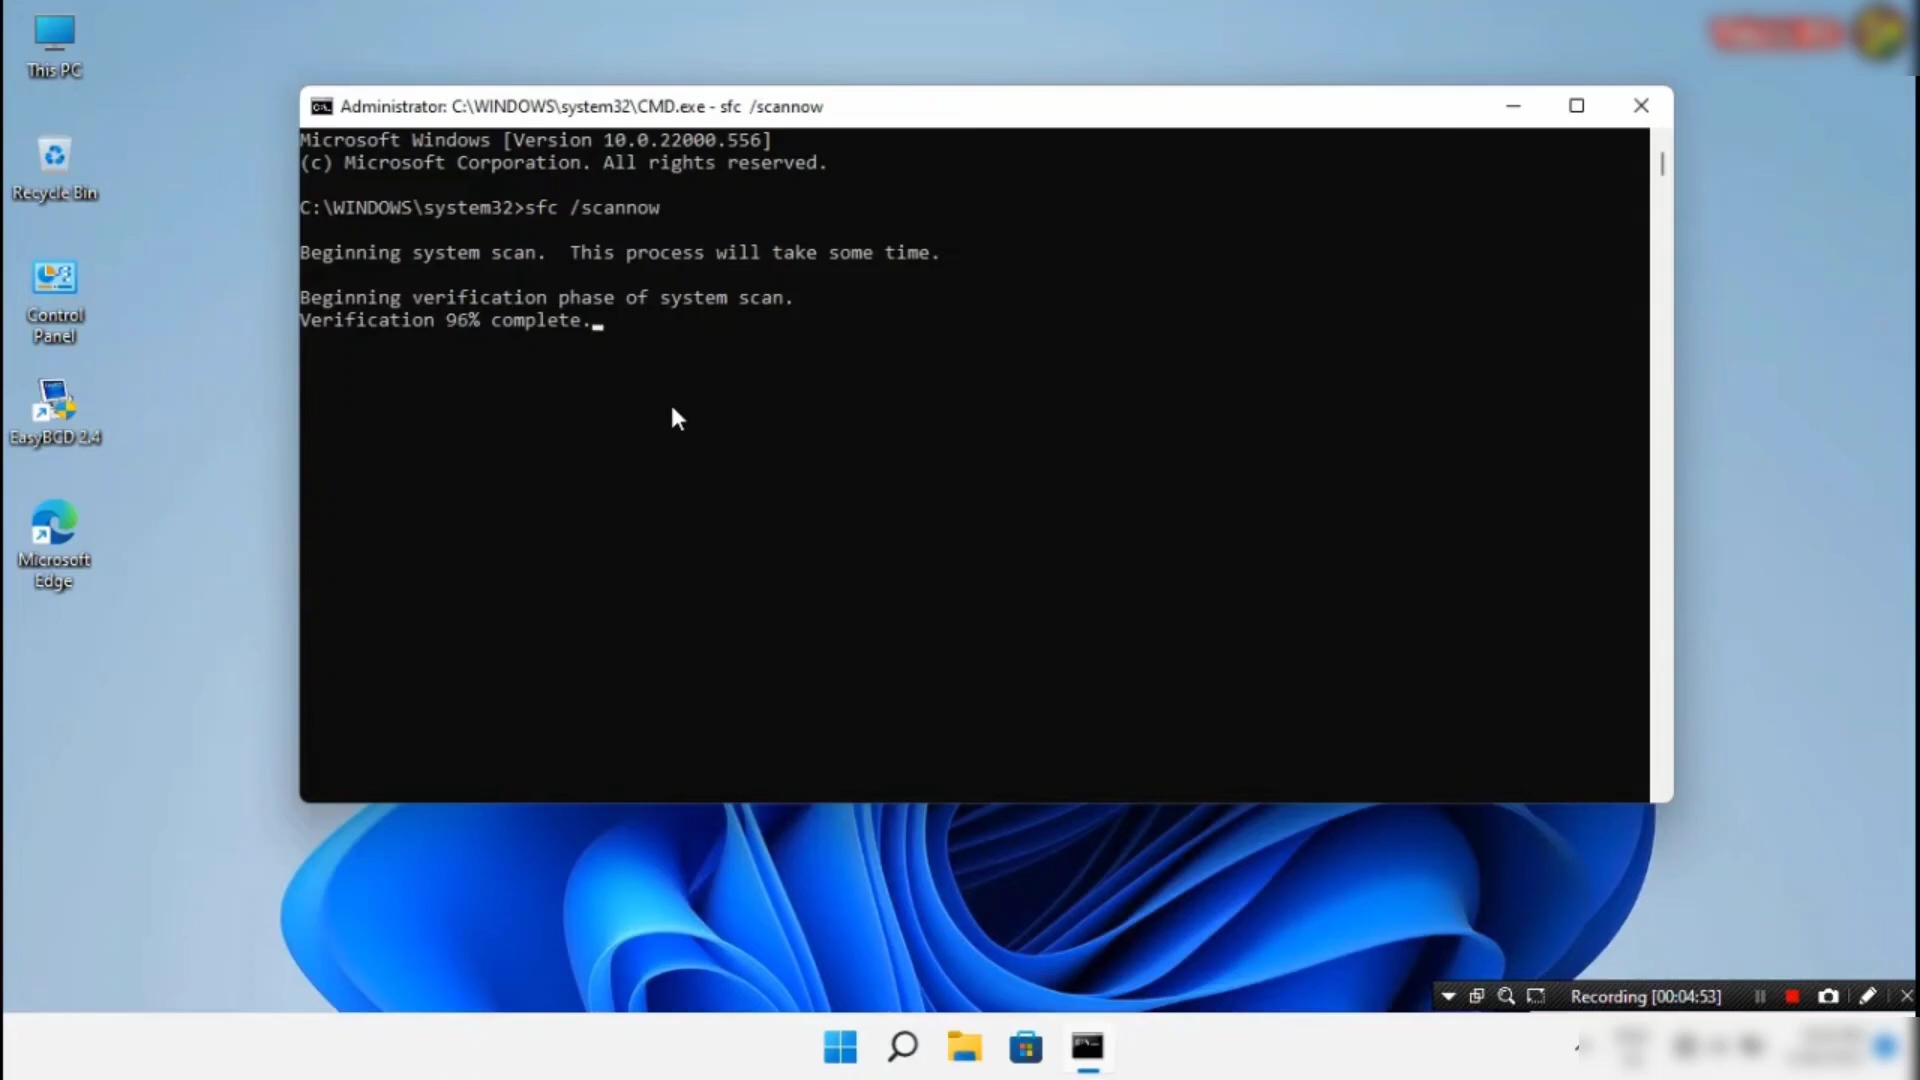 This PC
Recycle Bin
Control
Panel
EasyBCD 2.4
Microsoft
Edge
Administrator: C:\WINDOWS\system32\CMD.exe - sfc  /scannow
Microsoft Windows [Version 10.0.22000.556]
(c) Microsoft Corporation. All rights reserved.
C:\WINDOWS\system32>sfc /scannow
Beginning system scan.  This process will take some time.
Beginning verification phase of system scan.
Verification 96% complete.
Recording [00:04:53]